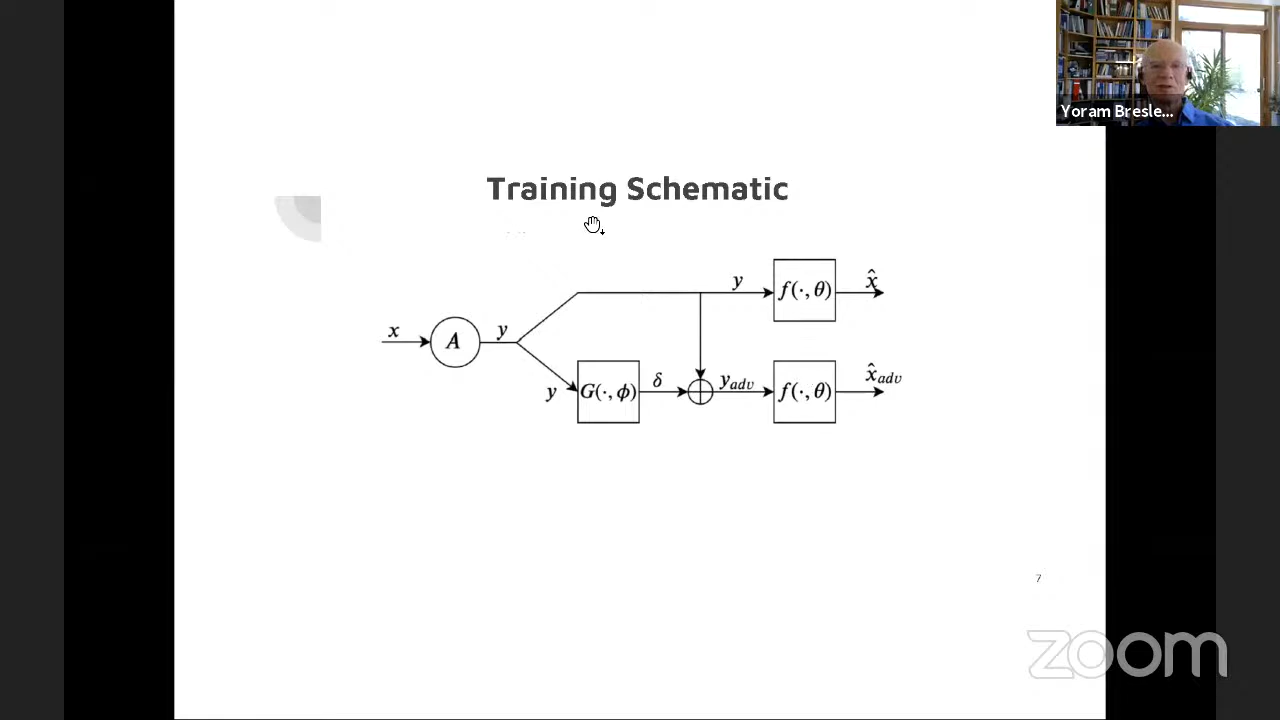 Yoram Bresle...
Training Schematic
y
f(·, θ)
x̂
x
A
y
y
G(·, ϕ)
δ
y_adv
f(·, θ)
x̂_adv
7
zoom